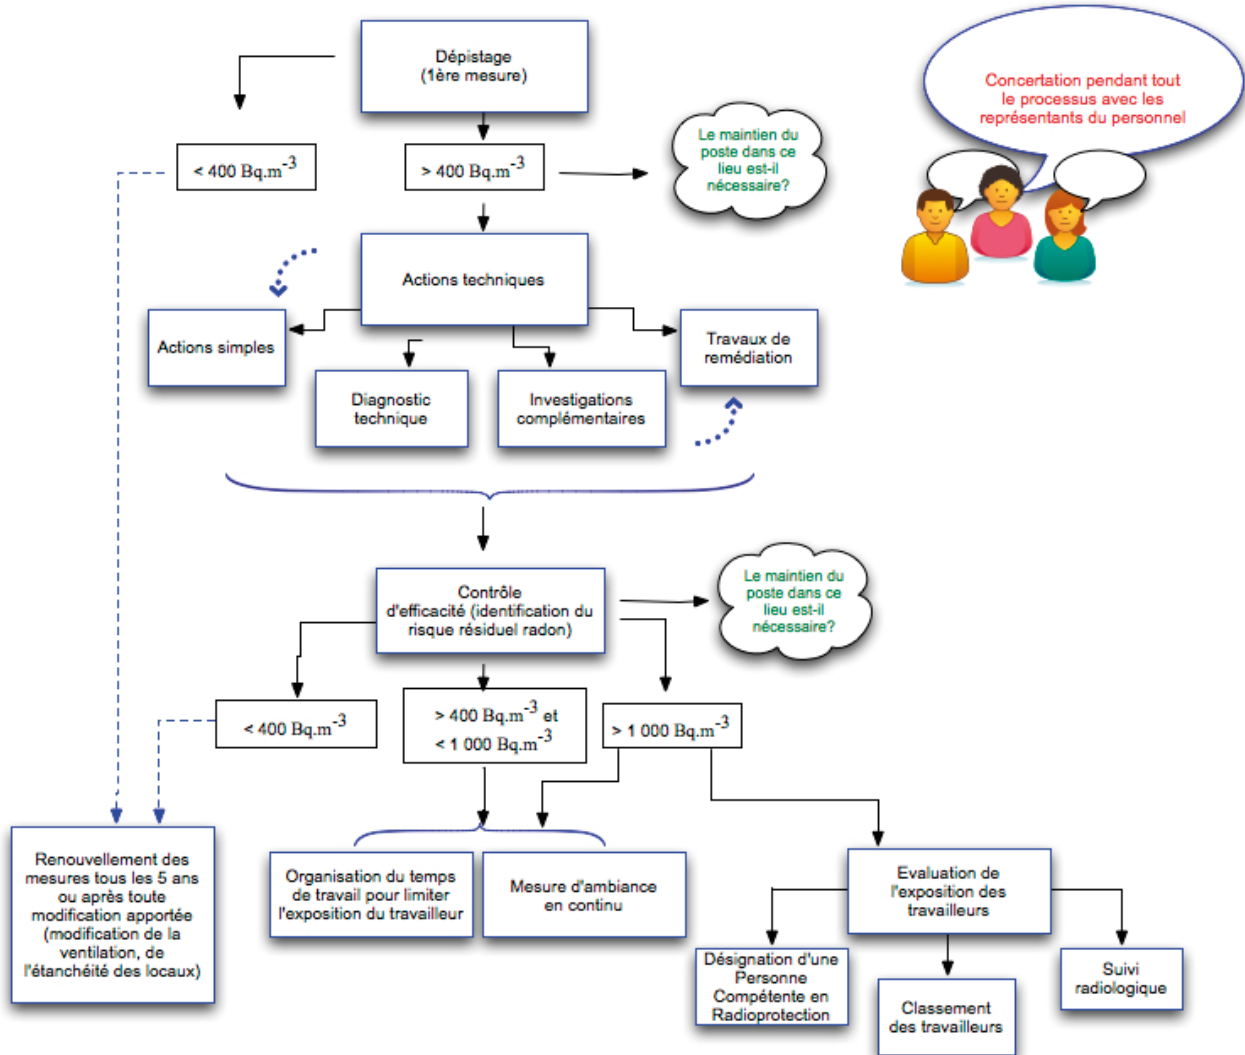 Dépistage
(1ère mesure)
Concertation pendant tout
le processus avec les
représentants du personnel
< 400 Bq.m-3
> 400 Bq.m-3
Le maintien du
poste dans ce
lieu est-il
nécessaire?
Actions techniques
Actions simples
Travaux de
remédiation
Diagnostic
technique
Investigations
complémentaires
Contrôle
d'efficacité (identification du
risque résiduel radon)
Le maintien du
poste dans ce
lieu est-il
nécessaire?
< 400 Bq.m-3
> 400 Bq.m-3 et
< 1 000 Bq.m-3
> 1 000 Bq.m-3
Renouvellement des
mesures tous les 5 ans
ou après toute
modification apportée
(modification de la
ventilation, de
l'étanchéité des locaux)
Organisation du temps
de travail pour limiter
l'exposition du travailleur
Mesure d'ambiance
en continu
Evaluation de
l'exposition des
travailleurs
Désignation d'une
Personne
Compétente en
Radioprotection
Classement
des travailleurs
Suivi
radiologique